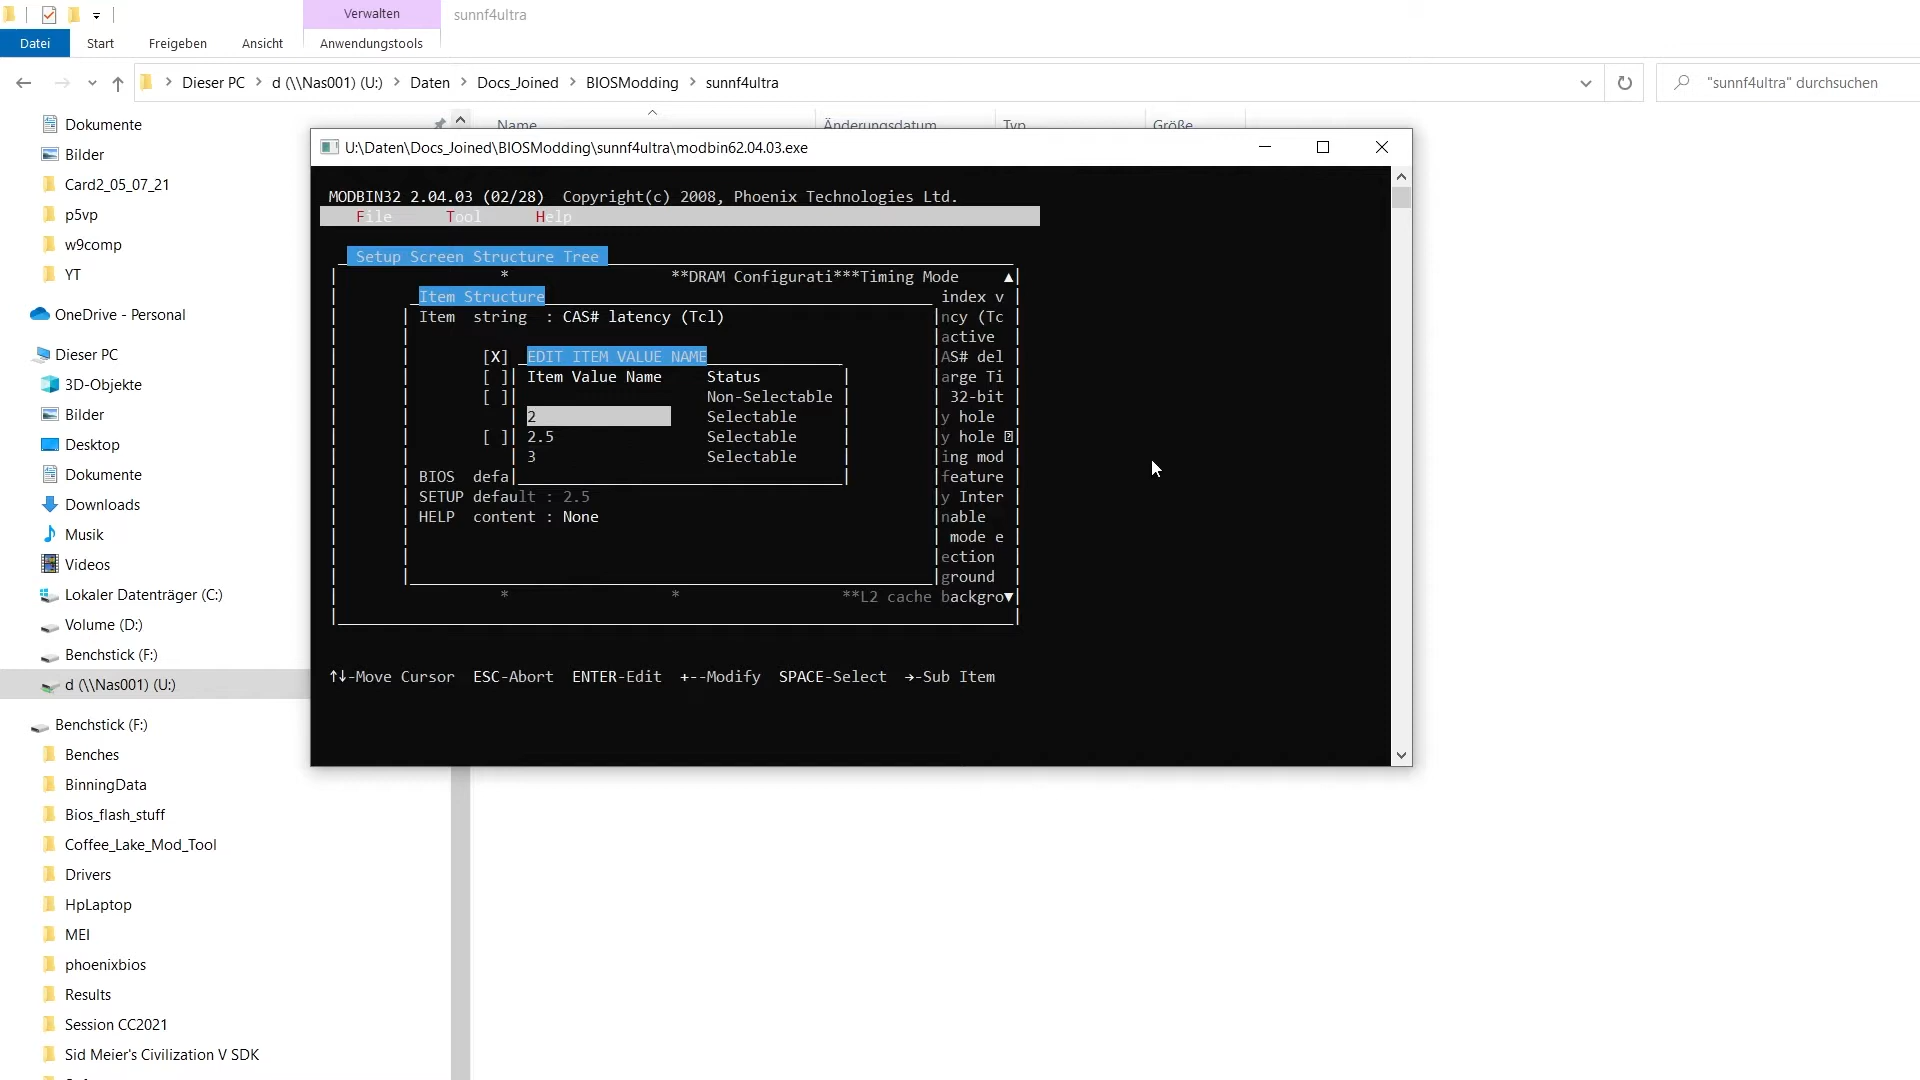 Verwalten
sunnf4ultra
Datei
Start
Freigeben
Ansicht
Anwendungstools
Dieser PC
d (\\Nas001) (U:)
Daten
Docs_Joined
BIOSModding
sunnf4ultra
"sunnf4ultra" durchsuchen
Name
Änderungsdatum
Typ
Größe
Dokumente
Bilder
Card2_05_07_21
p5vp
w9comp
YT
OneDrive - Personal
Dieser PC
3D-Objekte
Bilder
Desktop
Dokumente
Downloads
Musik
Videos
Lokaler Datenträger (C:)
Volume (D:)
Benchstick (F:)
d (\\Nas001) (U:)
Benchstick (F:)
Benches
BinningData
Bios_flash_stuff
Coffee_Lake_Mod_Tool
Drivers
HpLaptop
MEI
phoenixbios
Results
Session CC2021
Sid Meier's Civilization V SDK
U:\Daten\Docs_Joined\BIOSModding\sunnf4ultra\modbin62.04.03.exe
MODBIN32 2.04.03 (02/28)  Copyright(c) 2008, Phoenix Technologies Ltd.
File Tool Help
Setup Screen Structure Tree
* **DRAM Configurati***Timing Mode ▲
Item Structure index v
Item string : CAS# latency (Tcl) ncy (Tc
active
[X] EDIT ITEM VALUE NAME AS# del
[ ] Item Value Name Status arge Ti
[ ] Non-Selectable 32-bit
2 Selectable y hole
[ ] 2.5 Selectable y hole
3 Selectable ing mod
BIOS defa feature
SETUP default : 2.5 y Inter
HELP content : None nable
mode e
ection
ground
* * **L2 cache backgro▼
↑↓-Move Cursor ESC-Abort ENTER-Edit +--Modify SPACE-Select →-Sub Item